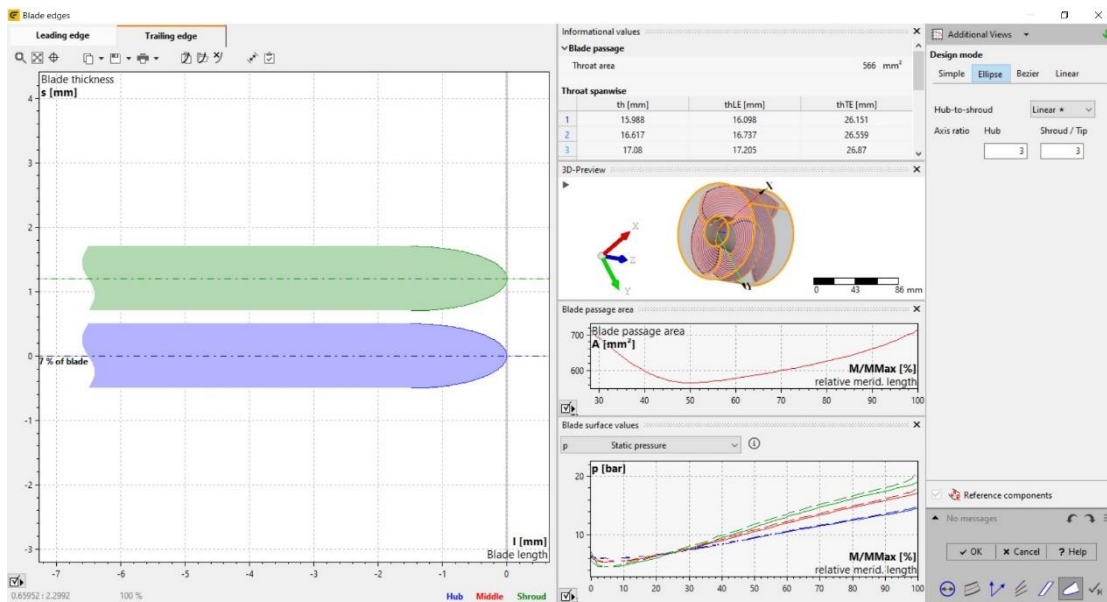 Blade edges
Leading edge
Trailing edge
Blade thickness
s [mm]
4
3
2
1
0
7 % of blade
-1
-2
-3
l [mm]
Blade length
-7 -6 -5 -4 -3 -2 -1 0
0.65952 : 2.2992 100 % Hub Middle Shroud
Informational values
Blade passage
Throat area 566 mm²
Throat spanwise
th [mm] thLE [mm] thTE [mm]
1 15.988 16.098 26.151
2 16.617 16.737 26.559
3 17.08 17.205 26.87
3D-Preview
X
Z
Y
X
Y
0 43 86 mm
Blade passage area
Blade passage area
A [mm²]
700
600
M/MMax [%]
relative merid. length
30 40 50 60 70 80 90 100
Blade surface values
p Static pressure
p [bar]
20
10
M/MMax [%]
relative merid. length
0 10 20 30 40 50 60 70 80 90 100
Additional Views
Design mode
Simple Ellipse Bezier Linear
Hub-to-shroud Linear
Axis ratio Hub Shroud / Tip
3 3
Reference components
No messages
OK Cancel ? Help